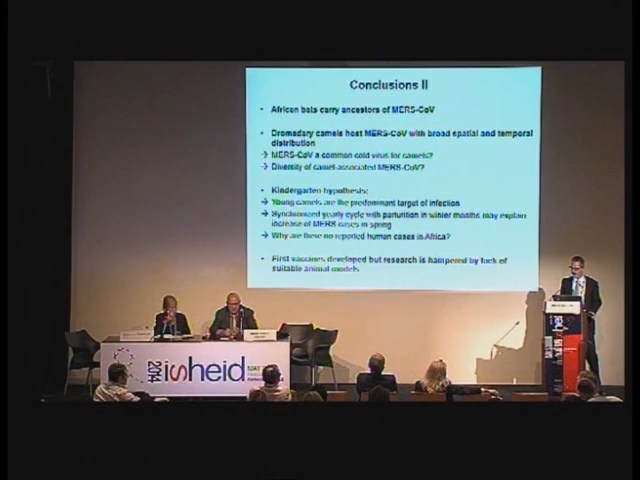 Conclusions II
• African bats carry ancestors of MERS-CoV
• Dromedary camels host MERS-CoV with broad spatial and temporal
distribution
→ MERS-CoV a common cold virus for camels?
→ Diversity of camel-associated MERS-CoV?
• Kindergarten hypothesis:
→ Young camels are the predominant target of infection
→ Synchronized yearly cycle with parturition in winter months may explain
increase of MERS cases in spring
→ Why are there no reported human cases in Africa?
• First vaccines developed but research is hampered by lack of
suitable animal models
2014
isheid